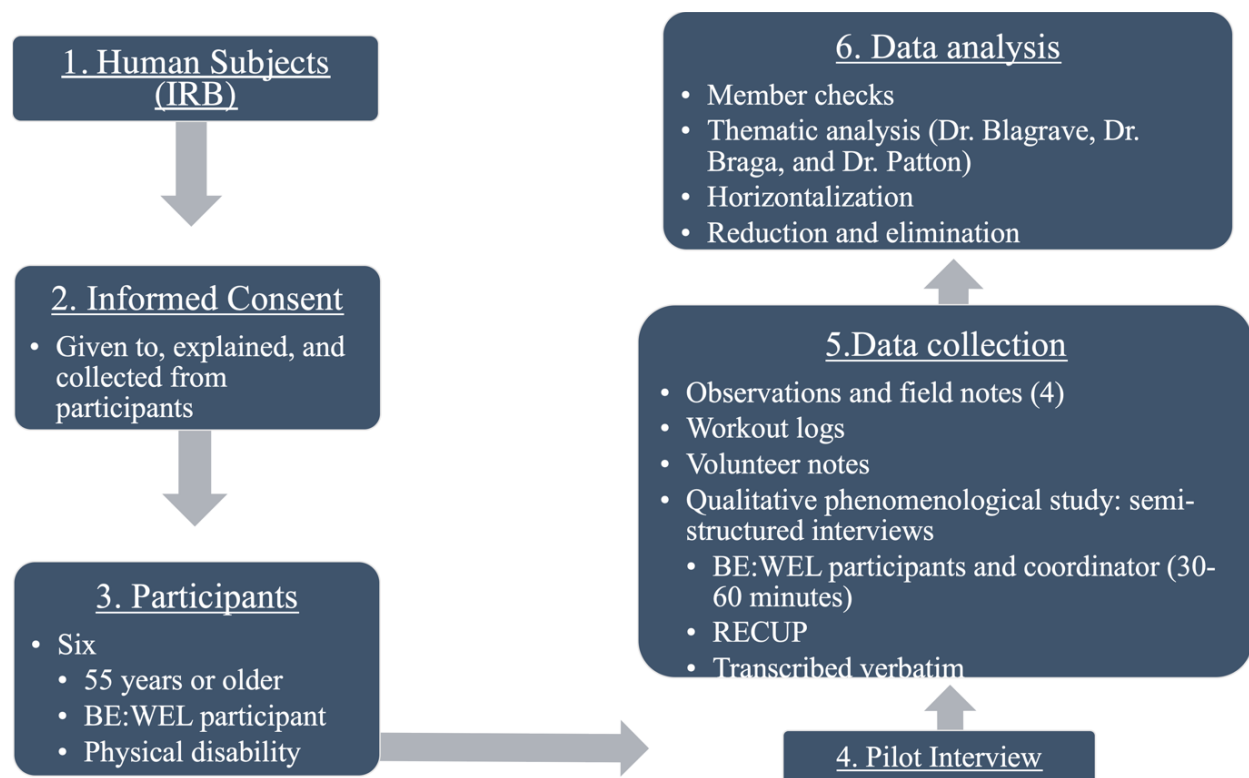 1. Human Subjects
(IRB)
2. Informed Consent
• Given to, explained, and
collected from
participants
3. Participants
• Six
• 55 years or older
• BE:WEL participant
• Physical disability
4. Pilot Interview
5.Data collection
• Observations and field notes (4)
• Workout logs
• Volunteer notes
• Qualitative phenomenological study: semi-
structured interviews
• BE:WEL participants and coordinator (30-
60 minutes)
• RECUP
• Transcribed verbatim
6. Data analysis
• Member checks
• Thematic analysis (Dr. Blagrave, Dr.
Braga, and Dr. Patton)
• Horizontalization
• Reduction and elimination